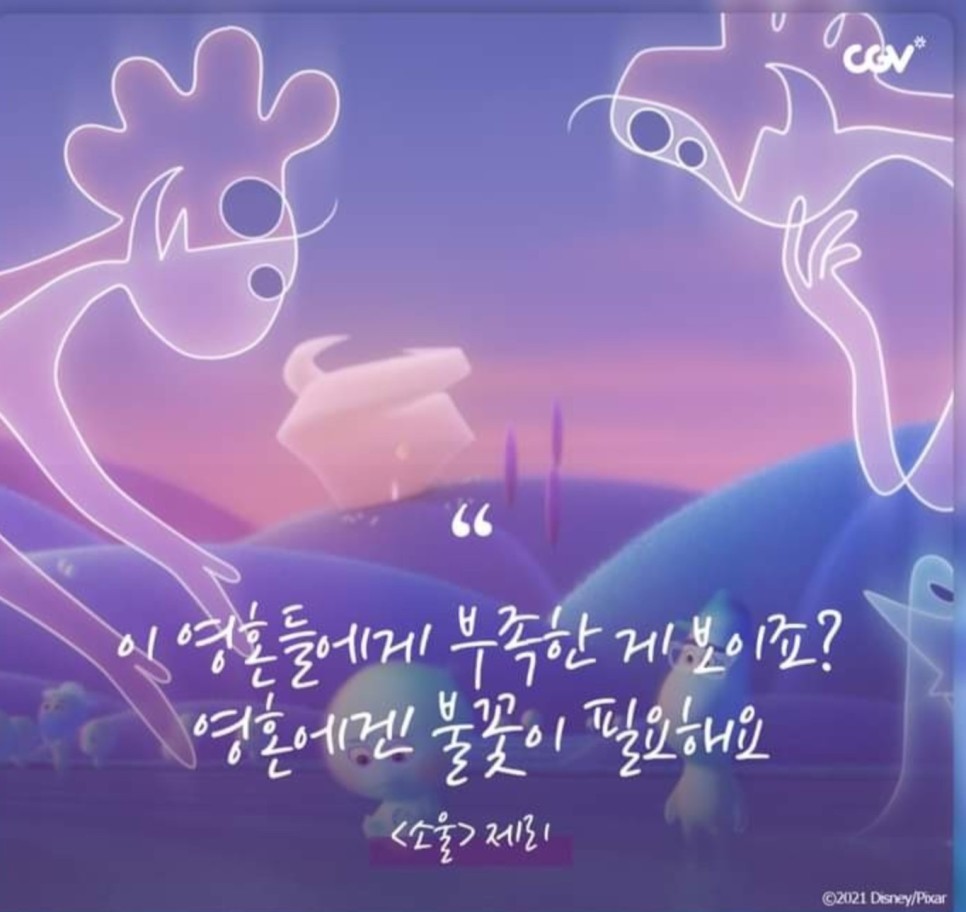 CGV
“
이 영혼들에게 부족한 게 보이죠?
영혼에겐 불꽃이 필요해요
<소울> 제리
©2021 Disney/Pixar